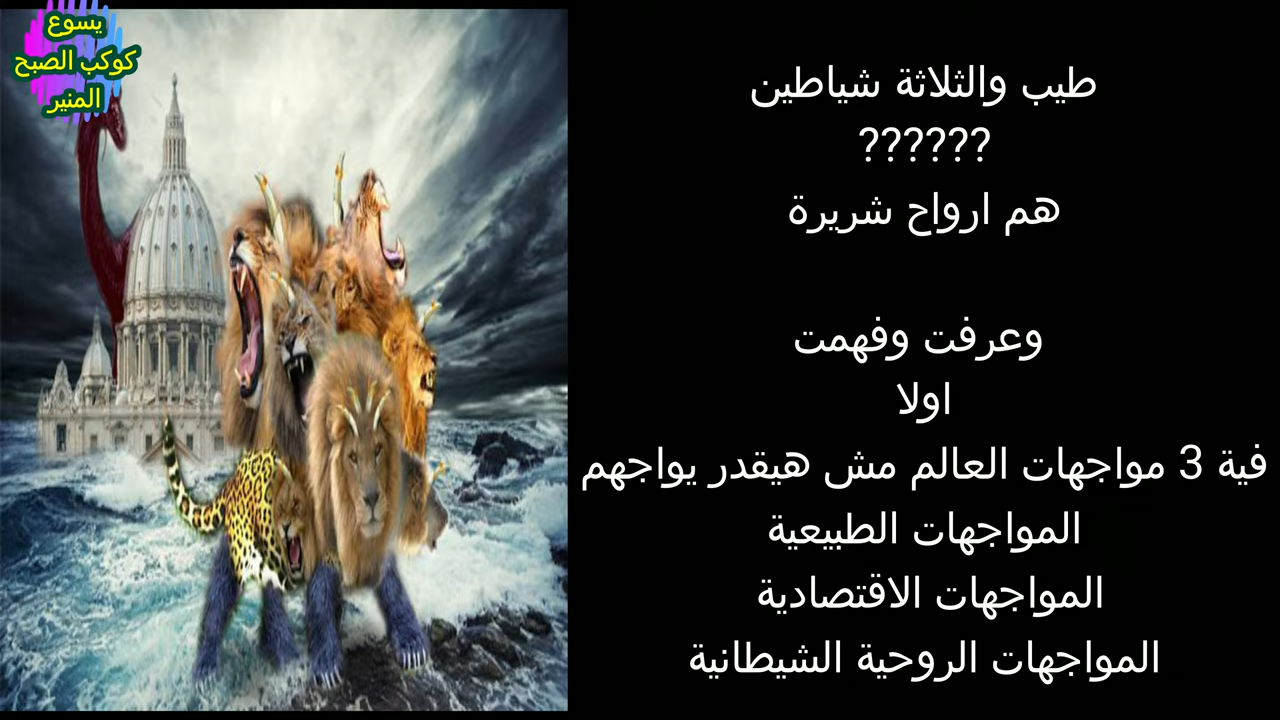 يسوع
كوكب الصبح
المنير
طيب والثلاثة شياطين
??????
هم ارواح شريرة
وعرفت وفهمت
اولا
فية 3 مواجهات العالم مش هيقدر يواجهم
المواجهات الطبيعية
المواجهات الاقتصادية
المواجهات الروحية الشيطانية